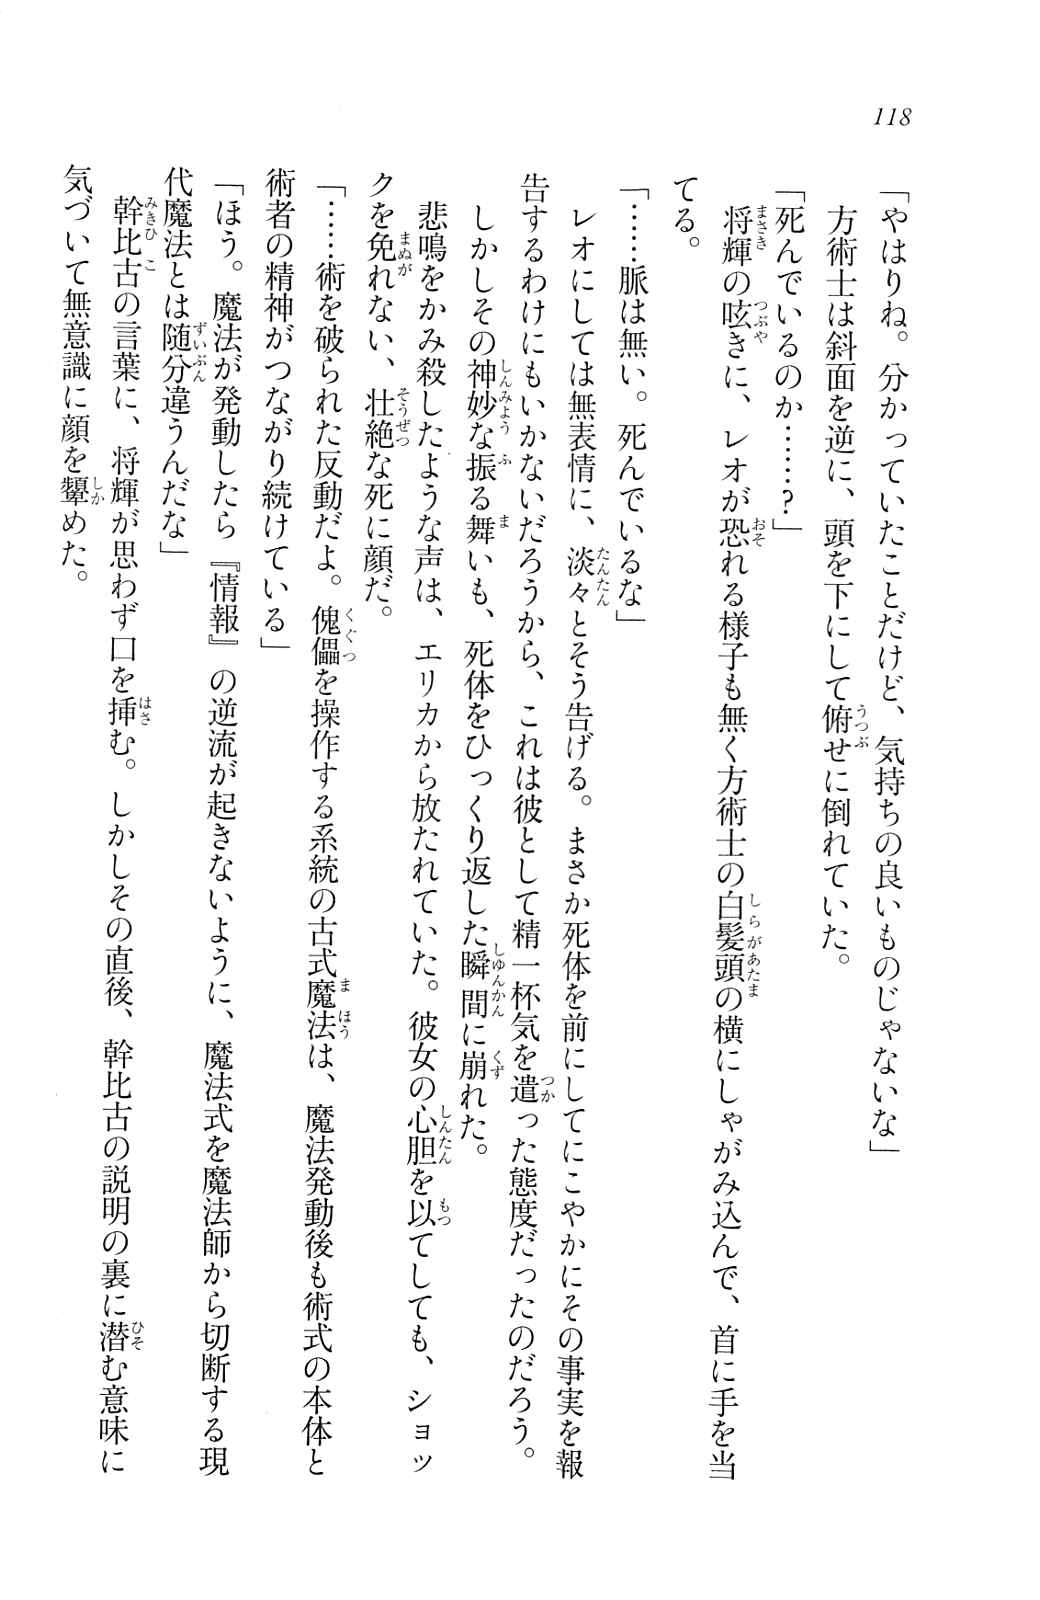 118
「やはりね。分かっていたことだけど、気持ちの良いものじゃないな」
方術士は斜面を逆に、頭を下にして俯せに倒れていた。
「死んでいるのか……？」
将輝の呟きに、レオが恐れる様子も無く方術士の白髪頭の横にしゃがみ込んで、首に手を当
てる。
「……脈は無い。死んでいるな」
レオにしては無表情に、淡々とそう告げる。まさか死体を前にしてにこやかにその事実を報
告するわけにもいかないだろうから、これは彼として精一杯気を遣った態度だったのだろう。
しかしその神妙な振る舞いも、死体をひっくり返した瞬間に崩れた。
悲鳴をかみ殺したような声は、エリカから放たれていた。彼女の心胆を以てしても、ショッ
クを免れない、壮絶な死に顔だ。
「……術を破られた反動だよ。傀儡を操作する系統の古式魔法は、魔法発動後も術式の本体と
術者の精神がつながり続けている」
「ほう。魔法が発動したら『情報』の逆流が起きないように、魔法式を魔法師から切断する現
代魔法とは随分違うんだな」
幹比古の言葉に、将輝が思わず口を挿む。しかしその直後、幹比古の説明の裏に潜む意味に
気づいて無意識に顔を顰めた。